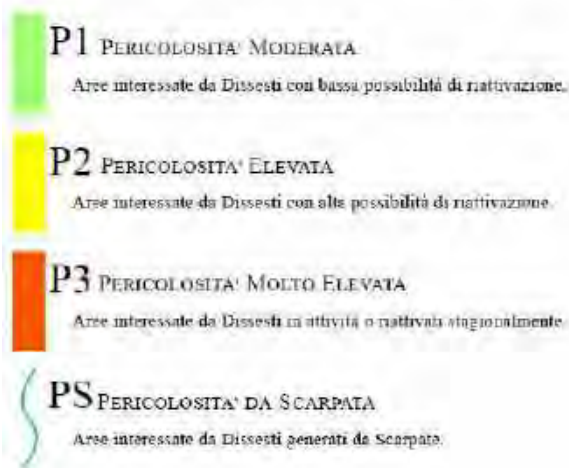 P1 PERICOLOSITA' MODERATA
Aree interessate da Dissesti con bassa possibilità di riattivazione.
P2 PERICOLOSITA' ELEVATA
Aree interessate da Dissesti con alta possibilità di riattivazione.
P3 PERICOLOSITA' MOLTO ELEVATA
Aree interessate da Dissesti in attività o riattivati stagionalmente.
PS PERICOLOSITA' DA SCARPATA
Aree interessate da Dissesti generati da Scarpate.